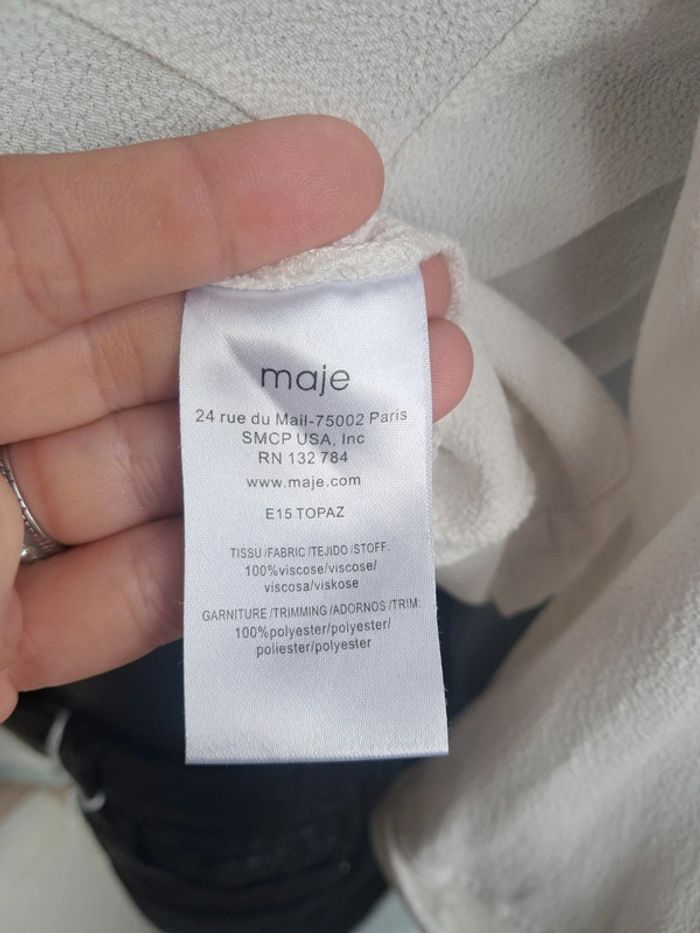 maje
24 rue du Mail-75002 Paris
SMCP USA, Inc
RN 132 784
www.maje.com
E15 TOPAZ
TISSU/FABRIC/TEJIDO/STOFF:
100%viscose/viscose/
viscosa/viskose
GARNITURE/TRIMMING/ADORNOS/TRIM:
100%polyester/polyester/
poliester/polyester